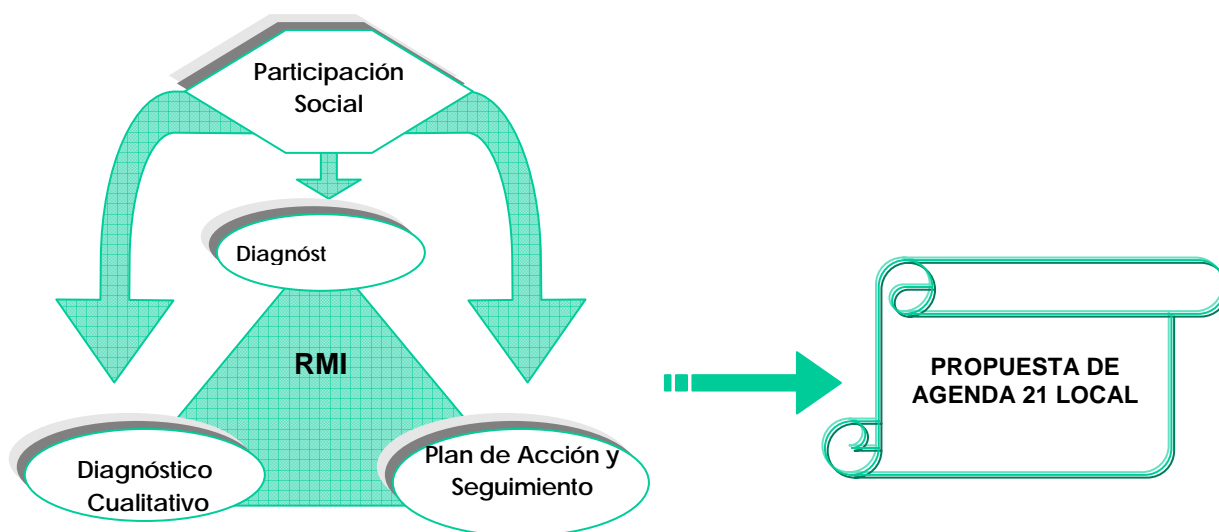 Participación
Social
Diagnóst
RMI
Diagnóstico
Cualitativo
Plan de Acción y
Seguimiento
PROPUESTA DE
AGENDA 21 LOCAL